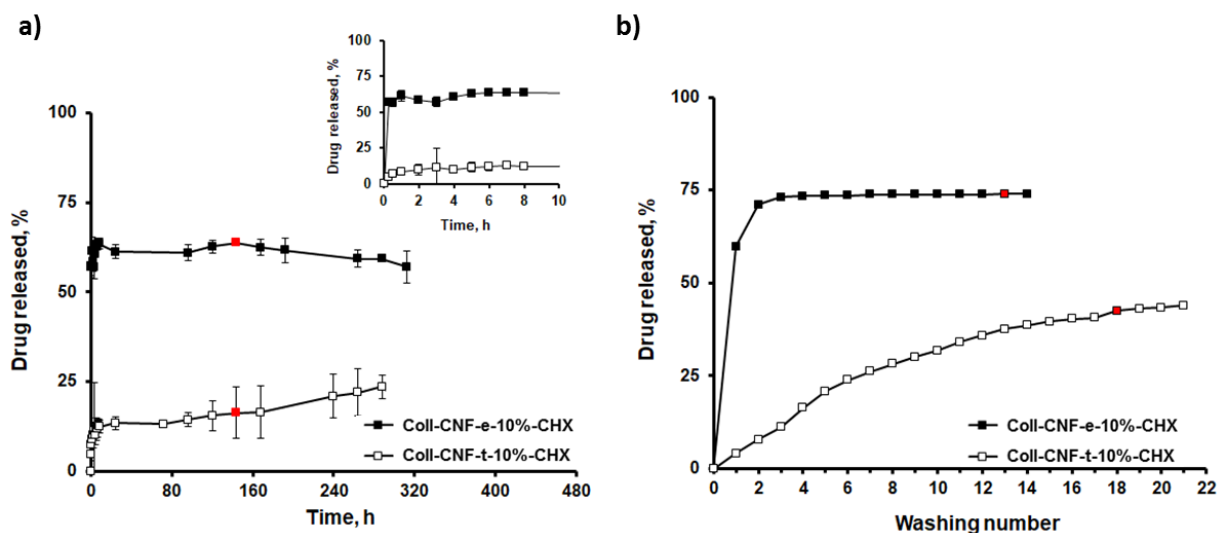 a)
100
75
50
25
0
Drug released, %
0 2 4 6 8 10
Time, h
100
75
50
25
0
Drug released, %
Coll-CNF-e-10%-CHX
Coll-CNF-t-10%-CHX
0 80 160 240 320 400 480
Time, h
b)
100
75
50
25
0
Drug released, %
Coll-CNF-e-10%-CHX
Coll-CNF-t-10%-CHX
0 2 4 6 8 10 12 14 16 18 20 22
Washing number